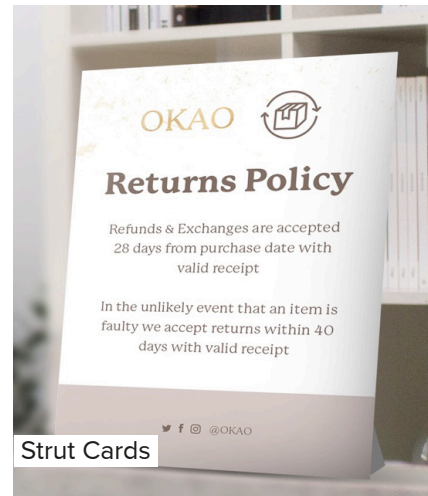 OKAO
Returns Policy
Refunds & Exchanges are accepted
28 days from purchase date with
valid receipt
In the unlikely event that an item is
faulty we accept returns within 40
days with valid receipt
@OKAO
Strut Cards